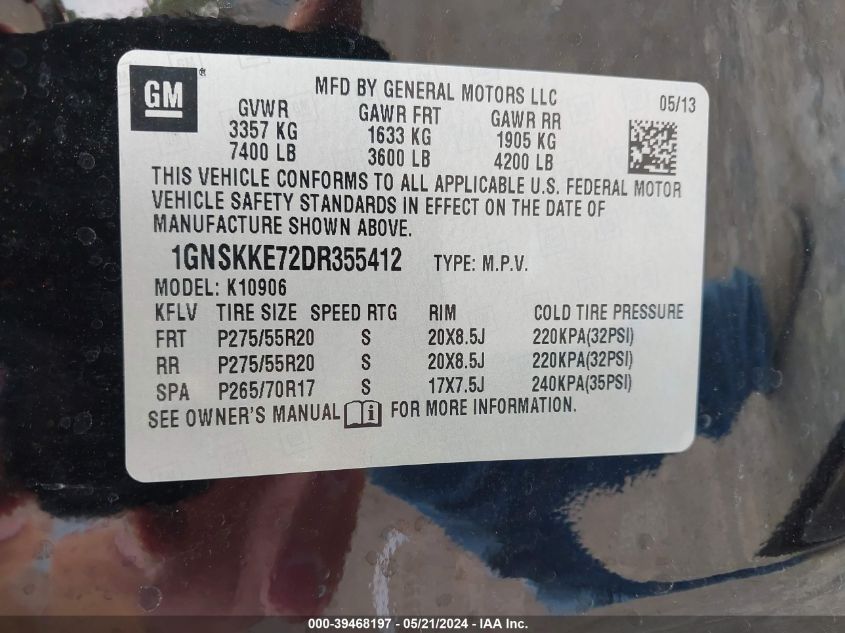 GM ®
MFD BY GENERAL MOTORS LLC
05/13
GVWR GAWR FRT GAWR RR
3357 KG 1633 KG 1905 KG
7400 LB 3600 LB 4200 LB
THIS VEHICLE CONFORMS TO ALL APPLICABLE U.S. FEDERAL MOTOR
VEHICLE SAFETY STANDARDS IN EFFECT ON THE DATE OF
MANUFACTURE SHOWN ABOVE.
1GNSKKE72DR355412 TYPE: M.P.V.
MODEL: K10906
KFLV TIRE SIZE SPEED RTG RIM COLD TIRE PRESSURE
FRT P275/55R20 S 20X8.5J 220KPA(32PSI)
RR P275/55R20 S 20X8.5J 220KPA(32PSI)
SPA P265/70R17 S 17X7.5J 240KPA(35PSI)
SEE OWNER'S MANUAL i FOR MORE INFORMATION.
000-39468197 - 05/21/2024 - IAA Inc.